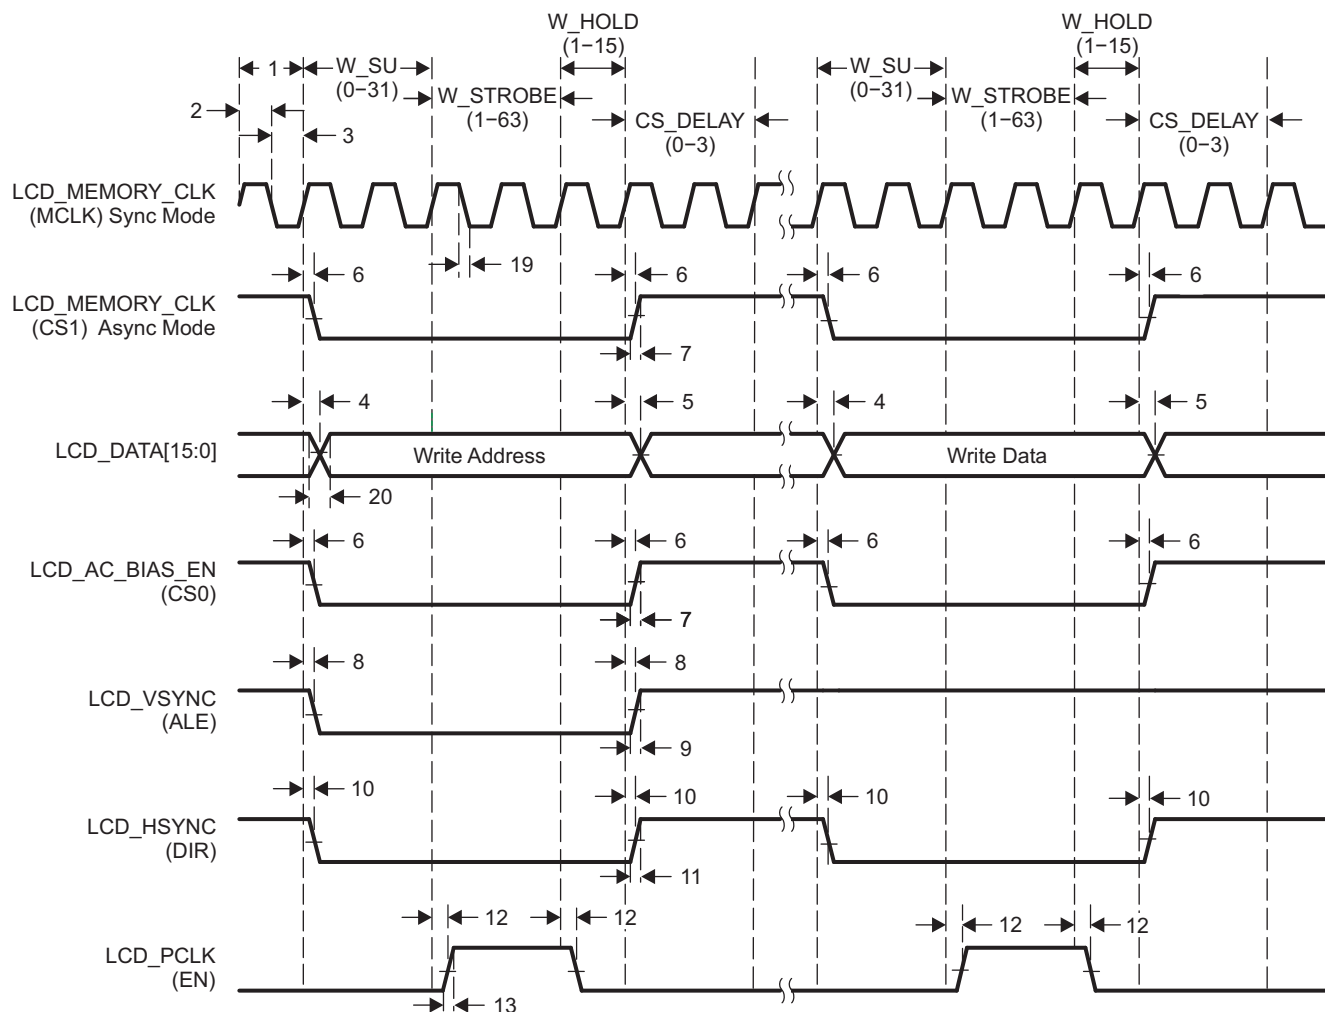 W_HOLD
(1−15)
W_HOLD
(1−15)
1
W_SU
(0−31)
W_SU
(0−31)
2
W_STROBE
(1−63)
W_STROBE
(1−63)
3
CS_DELAY
(0−3)
CS_DELAY
(0−3)
LCD_MEMORY_CLK
(MCLK) Sync Mode
19
6
6
6
6
LCD_MEMORY_CLK
(CS1) Async Mode
7
4
5
4
5
LCD_DATA[15:0]
Write Address
Write Data
20
6
6
6
6
LCD_AC_BIAS_EN
(CS0)
7
8
8
LCD_VSYNC
(ALE)
9
10
10
10
10
LCD_HSYNC
(DIR)
11
12
12
12
12
LCD_PCLK
(EN)
13